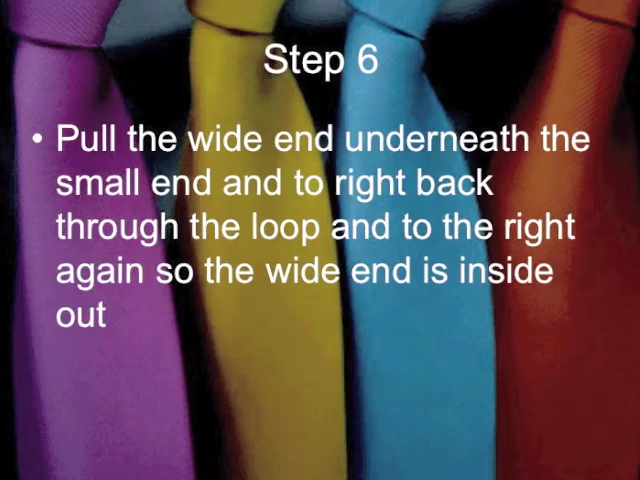 Step 6
• Pull the wide end underneath the
small end and to right back
through the loop and to the right
again so the wide end is inside
out